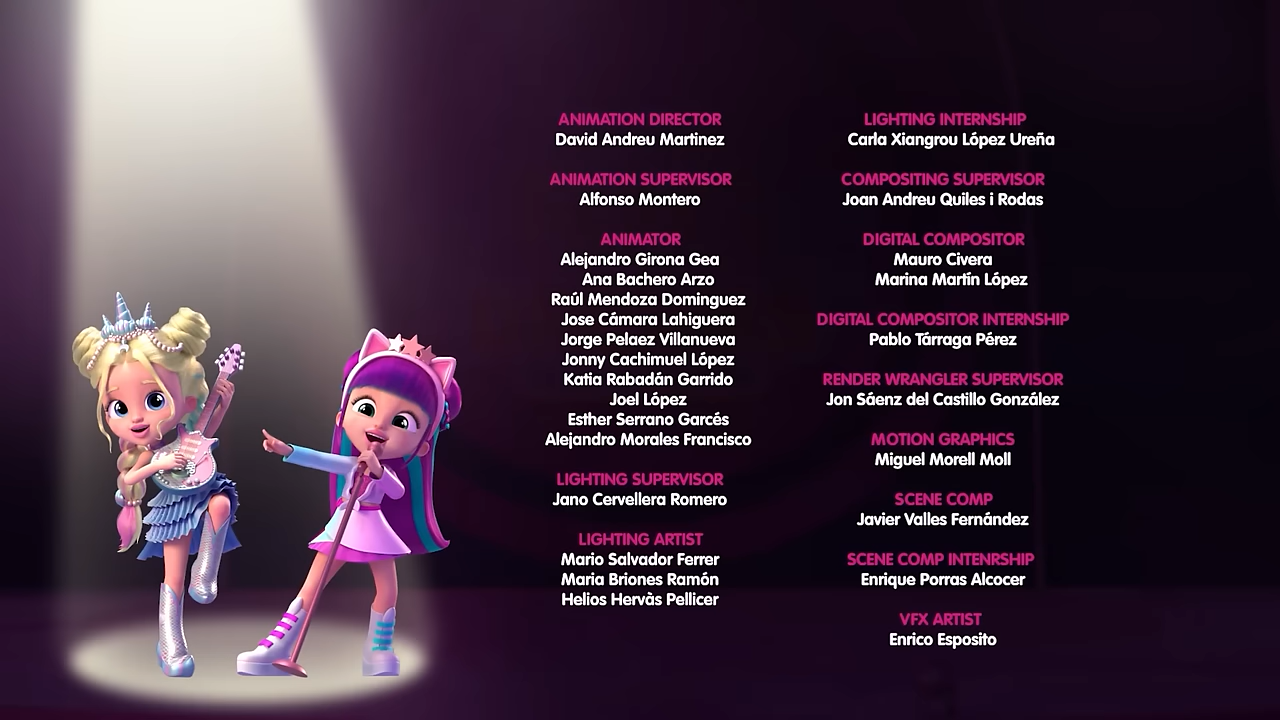 ANIMATION DIRECTOR
David Andreu Martinez
ANIMATION SUPERVISOR
Alfonso Montero
ANIMATOR
Alejandro Girona Gea
Ana Bachero Arzo
Raúl Mendoza Dominguez
Jose Cámara Lahiguera
Jorge Pelaez Villanueva
Jonny Cachimuel López
Katia Rabadán Garrido
Joel López
Esther Serrano Garcés
Alejandro Morales Francisco
LIGHTING SUPERVISOR
Jano Cervellera Romero
LIGHTING ARTIST
Mario Salvador Ferrer
Maria Briones Ramón
Helios Hervàs Pellicer
LIGHTING INTERNSHIP
Carla Xiangrou López Ureña
COMPOSITING SUPERVISOR
Joan Andreu Quiles i Rodas
DIGITAL COMPOSITOR
Mauro Civera
Marina Martín López
DIGITAL COMPOSITOR INTERNSHIP
Pablo Tárraga Pérez
RENDER WRANGLER SUPERVISOR
Jon Sáenz del Castillo González
MOTION GRAPHICS
Miguel Morell Moll
SCENE COMP
Javier Valles Fernández
SCENE COMP INTENRSHIP
Enrique Porras Alcocer
VFX ARTIST
Enrico Esposito